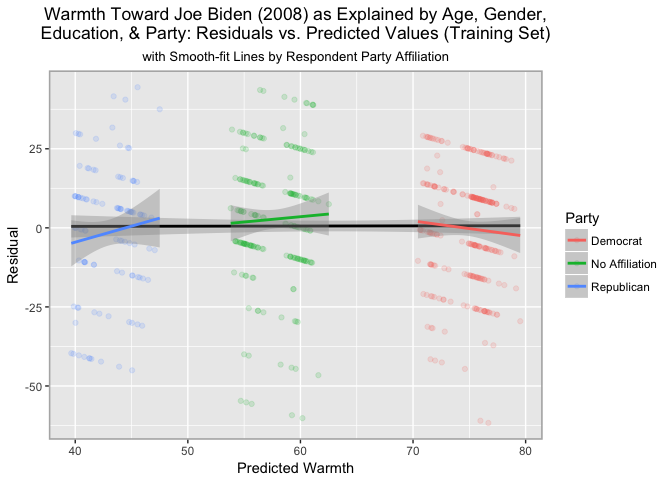 Warmth Toward Joe Biden (2008) as Explained by Age, Gender,
Education, & Party: Residuals vs. Predicted Values (Training Set)
with Smooth-fit Lines by Respondent Party Affiliation
Residual
25
0
-25
-50
40
50
60
70
80
Predicted Warmth
Party
Democrat
No Affiliation
Republican